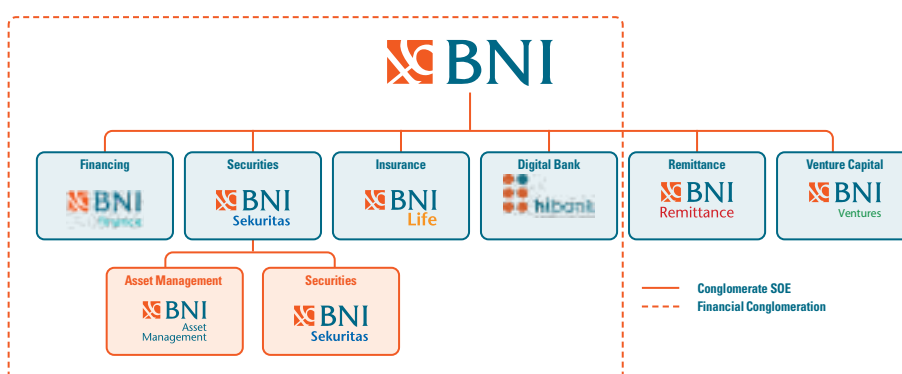 BNI
Financing
BNI
finance
Securities
BNI
Sekuritas
Insurance
BNI
Life
Digital Bank
hibank
Remittance
BNI
Remittance
Venture Capital
BNI
Ventures
Asset Management
BNI
Asset
Management
Securities
BNI
Sekuritas
Conglomerate SOE
Financial Conglomeration